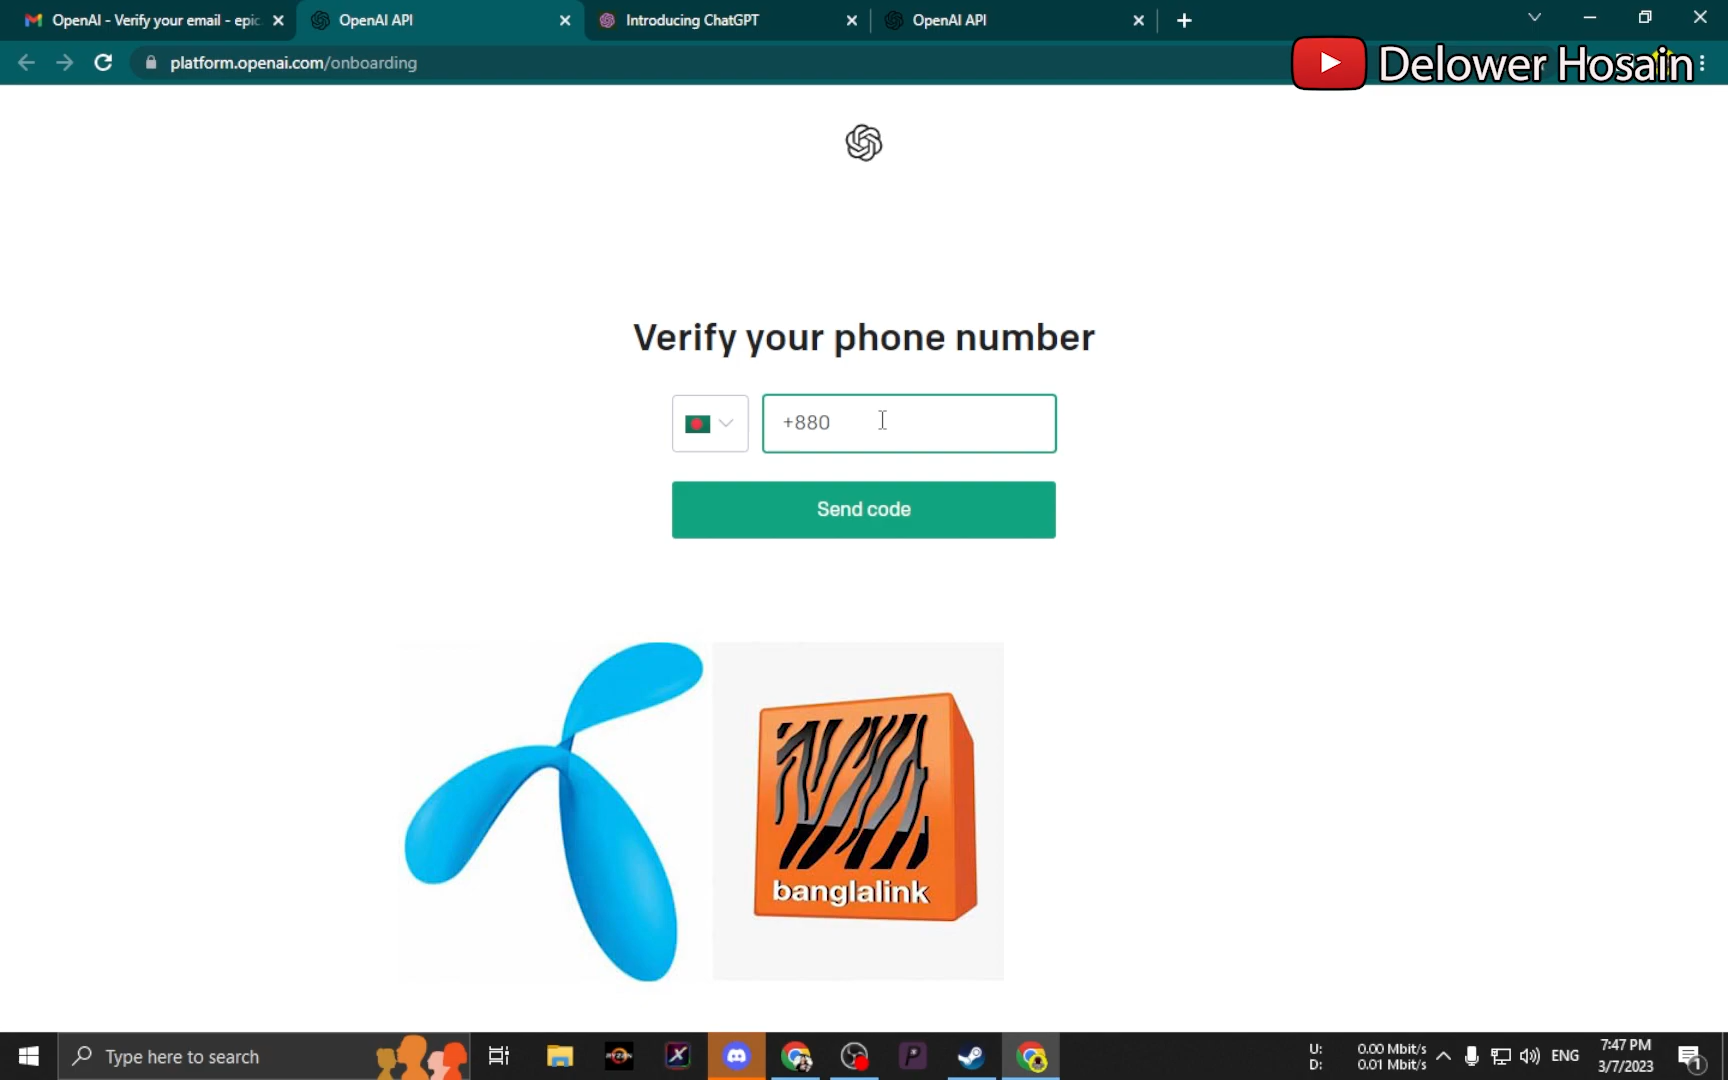 OpenAI - Verify your email - epic
OpenAI API
Introducing ChatGPT
OpenAI API
platform.openai.com/onboarding
Delower Hosain
Verify your phone number
+880
Send code
banglalink
Type here to search
U: 0.00 Mbit/s
D: 0.01 Mbit/s
ENG
7:47 PM
3/7/2023
1